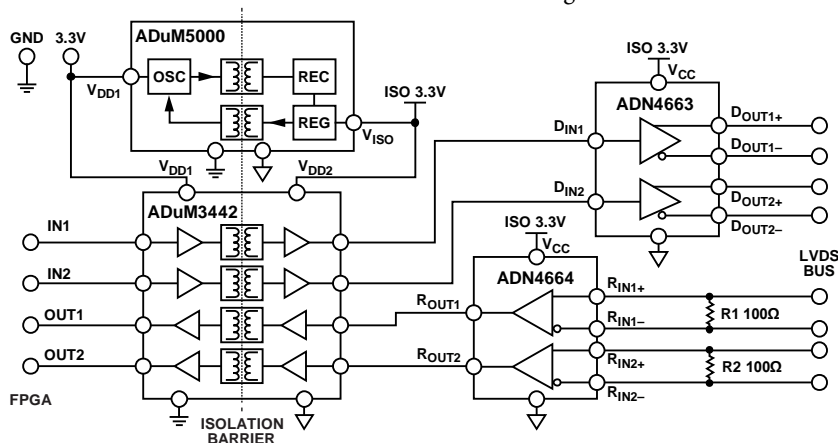 GND 3.3V
ADuM5000
OSC
REC
REG
V_DD1
V_ISO
ISO 3.3V
V_DD1
V_DD2
ADuM3442
IN1
IN2
OUT1
OUT2
FPGA
ISOLATION
BARRIER
ISO 3.3V
V_CC
ADN4663
D_IN1
D_IN2
D_OUT1+
D_OUT1–
D_OUT2+
D_OUT2–
ISO 3.3V
V_CC
ADN4664
R_OUT1
R_OUT2
R_IN1+
R_IN1–
R_IN2+
R_IN2–
R1 100Ω
R2 100Ω
LVDS
BUS